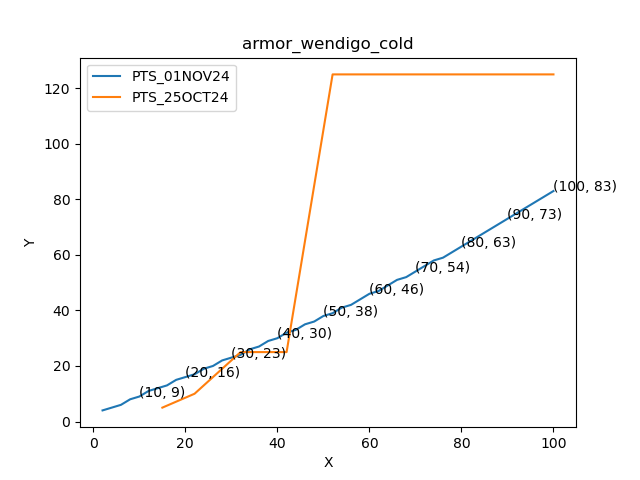 armor_wendigo_cold
PTS_01NOV24
PTS_25OCT24
Y
120
100
80
60
40
20
0
(100, 83)
(90, 73)
(80, 63)
(70, 54)
(60, 46)
(50, 38)
(40, 30)
(30, 23)
(20, 16)
(10, 9)
0 20 40 60 80 100
X